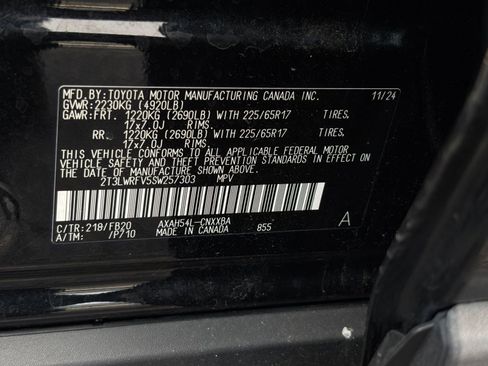 MFD.BY:TOYOTA MOTOR MANUFACTURING CANADA INC. 11/24
GVWR:2230KG (4920LB)
GAWR:FRT. 1220KG (2690LB) WITH 225/65R17 TIRES,
17x7.0J RIMS.
RR. 1220KG (2690LB) WITH 225/65R17 TIRES,
17x7.0J RIMS.
THIS VEHICLE CONFORMS TO ALL APPLICABLE FEDERAL MOTOR
VEHICLE SAFETY AND THEFT PREVENTION STANDARDS IN EFFECT ON
THE DATE OF MANUFACTURE SHOWN ABOVE.
2T3LWRFV5SW257303 MPV
C/TR:218/FB20 AXAH54L-CNXXBA A
A/TM: /P710 MADE IN CANADA 855